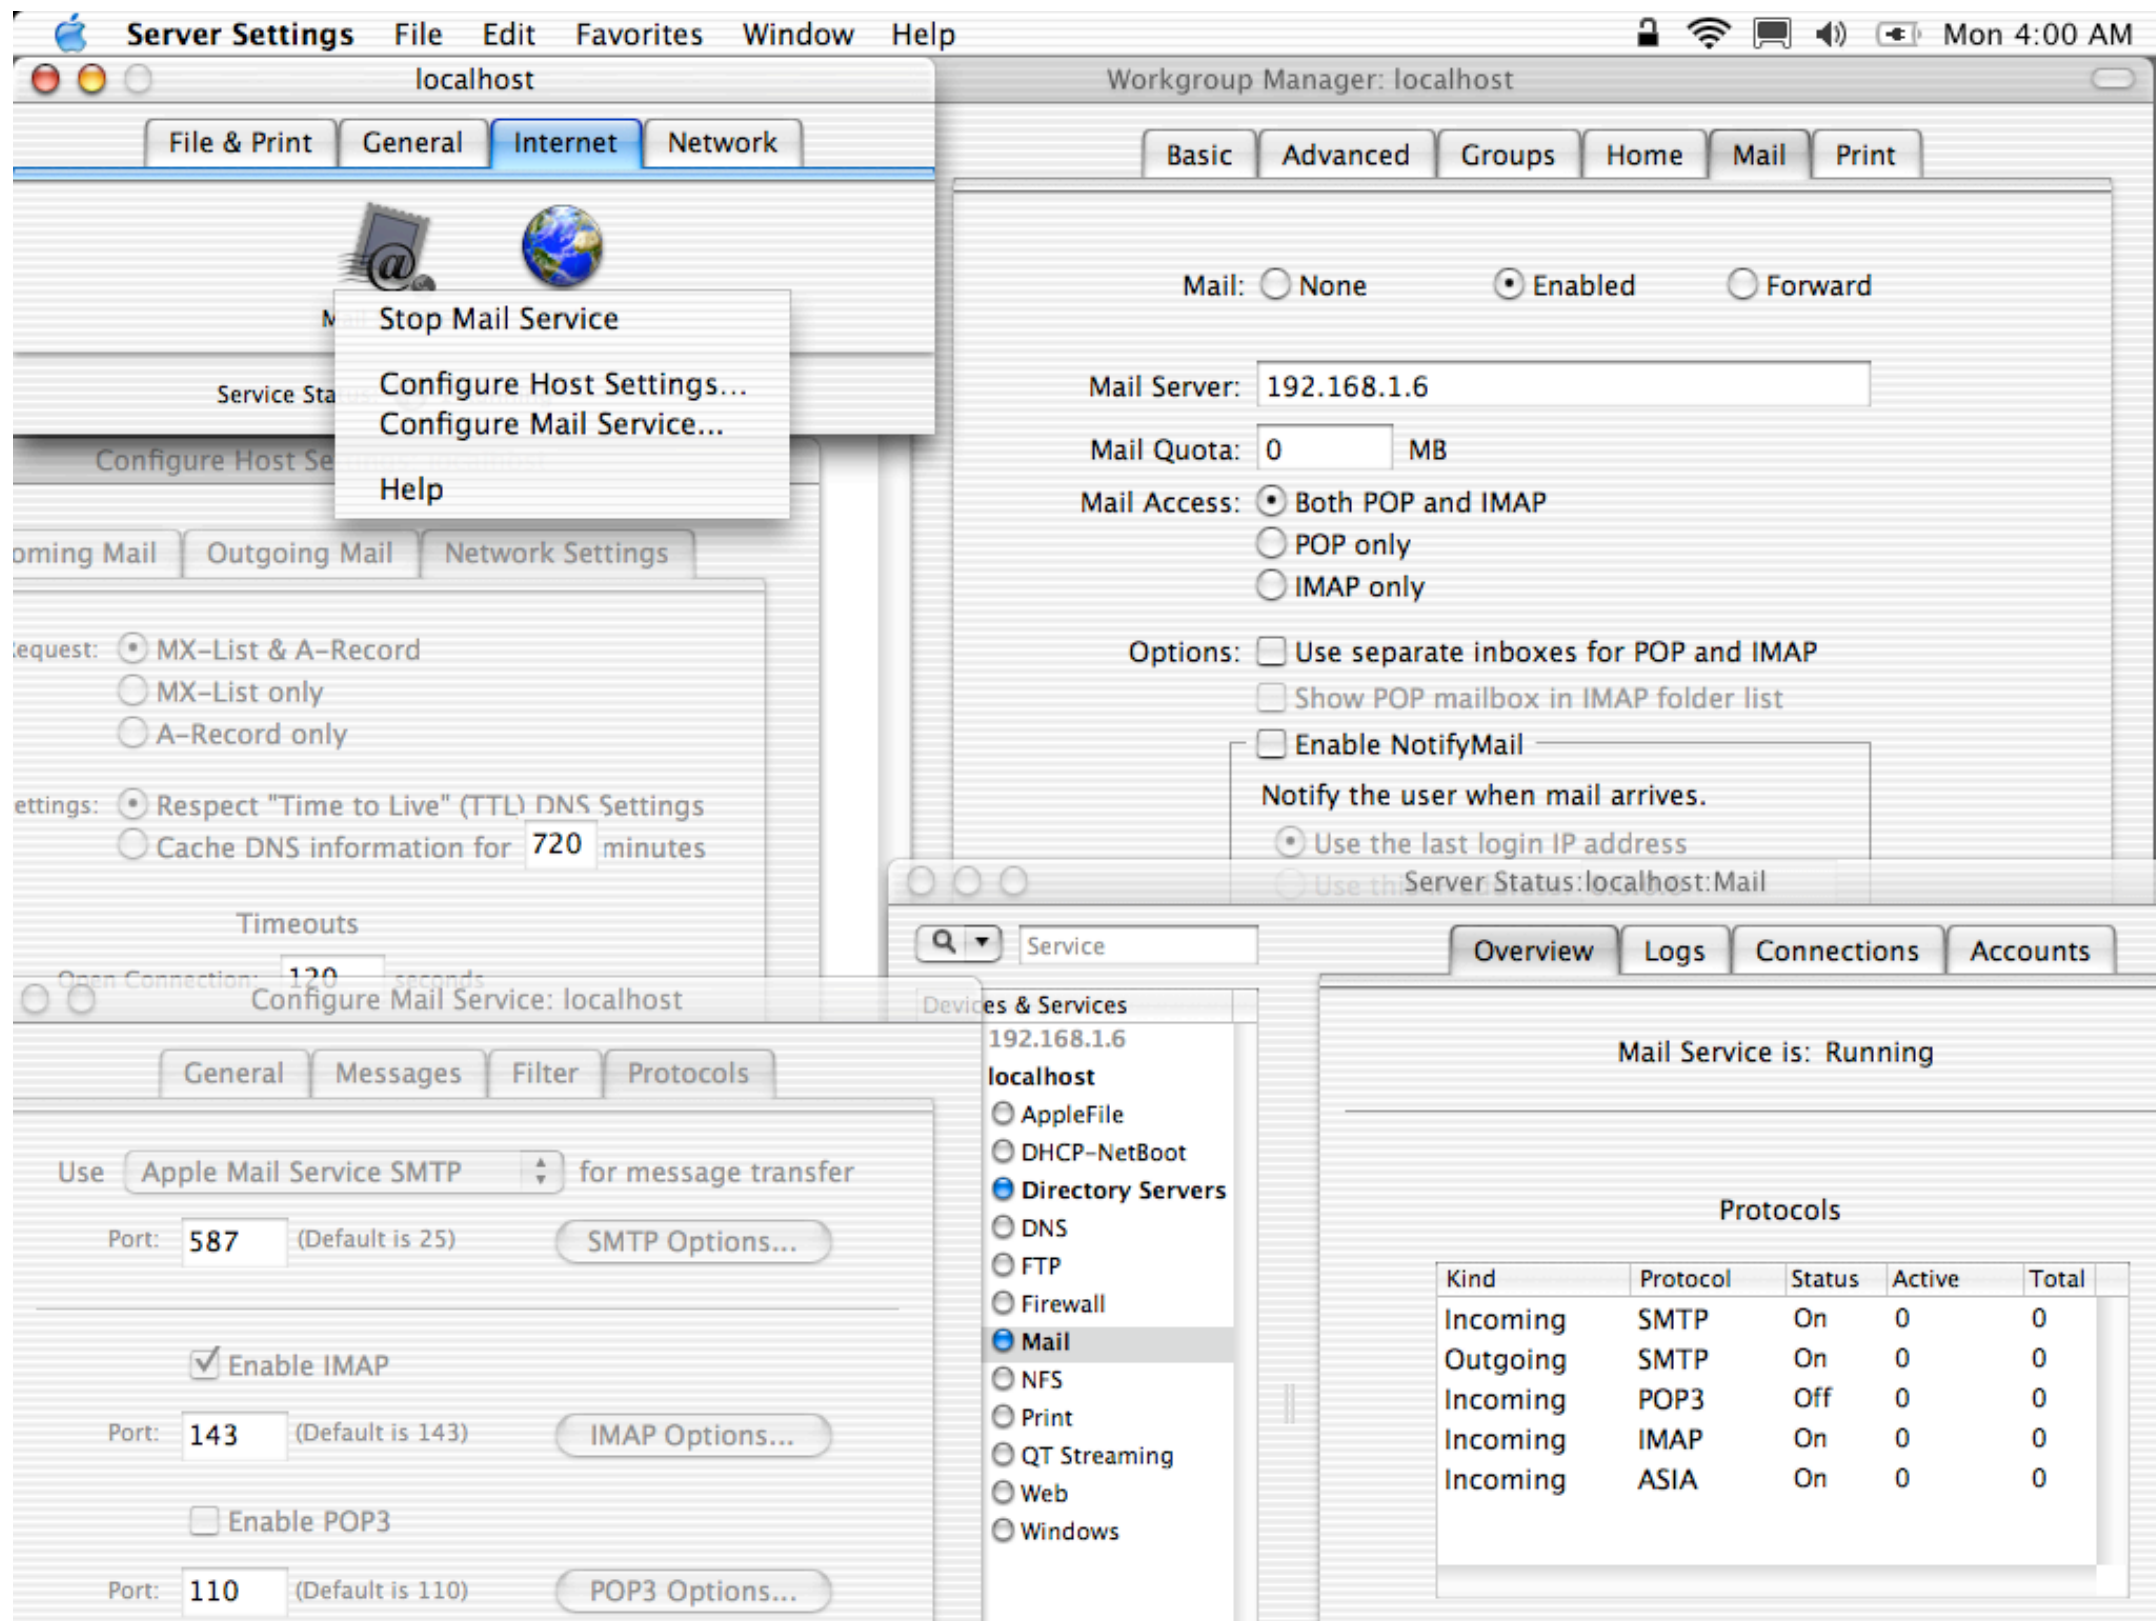 Server Settings File Edit Favorites Window Help Mon 4:00 AM
localhost
File & Print General Internet Network
Stop Mail Service
Service Sta
Configure Host Settings...
Configure Mail Service...
Help
Configure Host Se
oming Mail Outgoing Mail Network Settings
equest: MX-List & A-Record
MX-List only
A-Record only
ettings: Respect "Time to Live" (TTL) DNS Settings
Cache DNS information for 720 minutes
Timeouts
Open Connection: 120 seconds
Configure Mail Service: localhost
General Messages Filter Protocols
Use Apple Mail Service SMTP for message transfer
Port: 587 (Default is 25) SMTP Options...
Enable IMAP
Port: 143 (Default is 143) IMAP Options...
Enable POP3
Port: 110 (Default is 110) POP3 Options...
Workgroup Manager: localhost
Basic Advanced Groups Home Mail Print
Mail: None Enabled Forward
Mail Server: 192.168.1.6
Mail Quota: 0 MB
Mail Access: Both POP and IMAP
POP only
IMAP only
Options: Use separate inboxes for POP and IMAP
Show POP mailbox in IMAP folder list
Enable NotifyMail
Notify the user when mail arrives.
Use the last login IP address
Server Status:localhost:Mail
Service
Overview Logs Connections Accounts
Devices & Services
192.168.1.6
localhost
AppleFile
DHCP-NetBoot
Directory Servers
DNS
FTP
Firewall
Mail
NFS
Print
QT Streaming
Web
Windows
Mail Service is: Running
Protocols
Kind Protocol Status Active Total
Incoming SMTP On 0 0
Outgoing SMTP On 0 0
Incoming POP3 Off 0 0
Incoming IMAP On 0 0
Incoming ASIA On 0 0